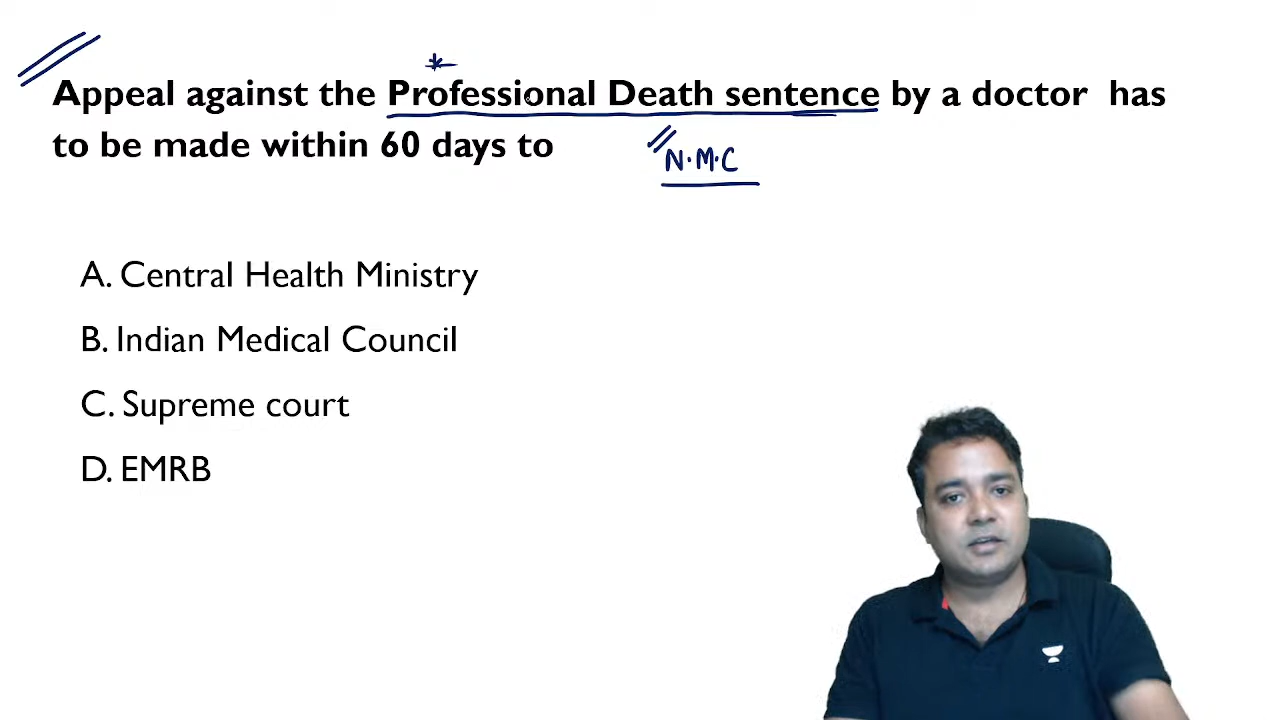 Appeal against the Professional Death sentence by a doctor has
to be made within 60 days to
N.M.C
A. Central Health Ministry
B. Indian Medical Council
C. Supreme court
D. EMRB